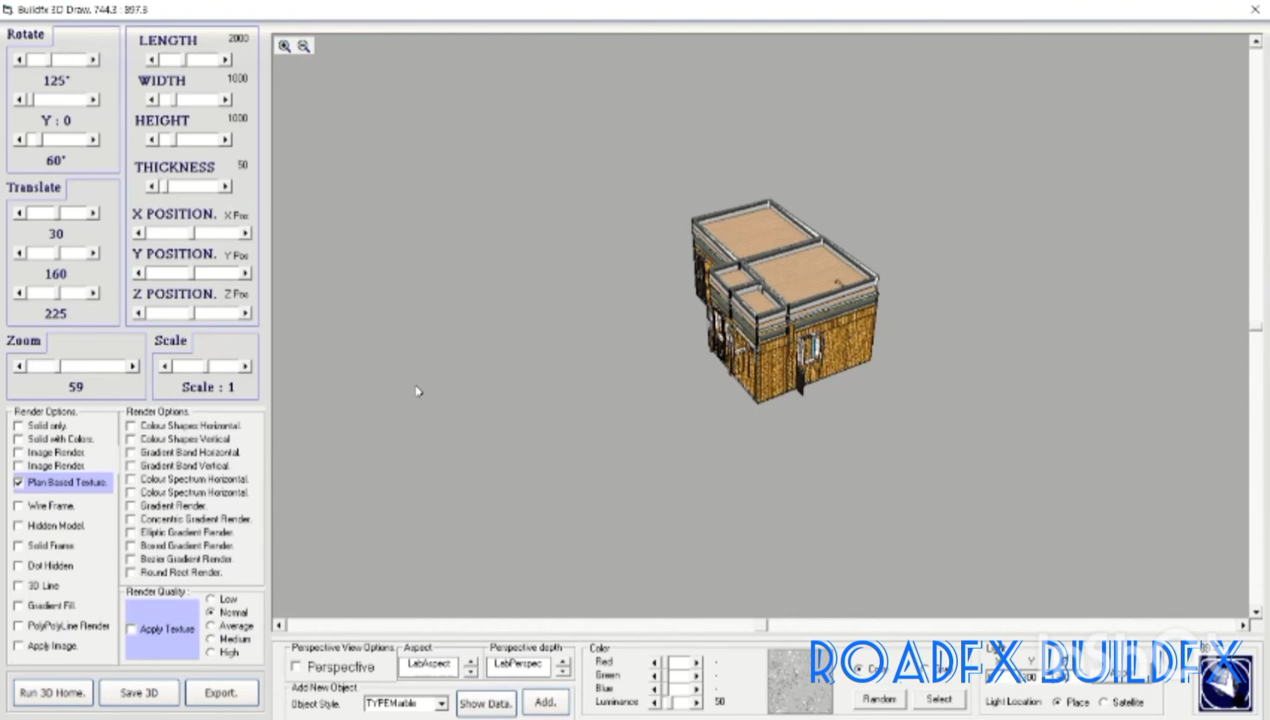 Buildfx 3D Draw. 744.3 : 897.3
Rotate
125°
Y : 0
60°
Translate
30
160
225
LENGTH 2000
WIDTH 1000
HEIGHT 1000
THICKNESS 50
X POSITION. X Pos
Y POSITION. Y Pos
Z POSITION. Z Pos
Zoom
59
Scale
Scale : 1
Render Options.
Solid only.
Solid with Colors.
Image Render.
Image Render.
Plan Based Texture.
Wire Frame.
Hidden Model.
Solid Frame
Dot Hidden
3D Line
Gradient Fill.
PolyPolyLine Render
Apply Image.
Render Options.
Colour Shapes Horizontal.
Colour Shapes Vertical
Gradient Band Horizontal.
Gradient Band Vertical.
Colour Spectrum Horizontal.
Colour Spectrum Horizontal.
Gradient Render.
Concentric Gradient Render.
Elliptic Gradient Render.
Boxed Gradient Render.
Bezier Gradient Render.
Round Rect Render.
Render Quality :
Apply Texture
Low
Normal
Average
Medium
High
Run 3D Home.
Save 3D
Export.
Perspective View Options.
Perspective
Aspect
LabAspect
Perspective depth
LabPerspec
Add New Object
Object Style.
TYPEMarble
Show Data.
Add.
Color
Red
Green
Blue
Luminance
50
ROADFX BUILDFX
Random
Select
Light Location
Place
Satellite